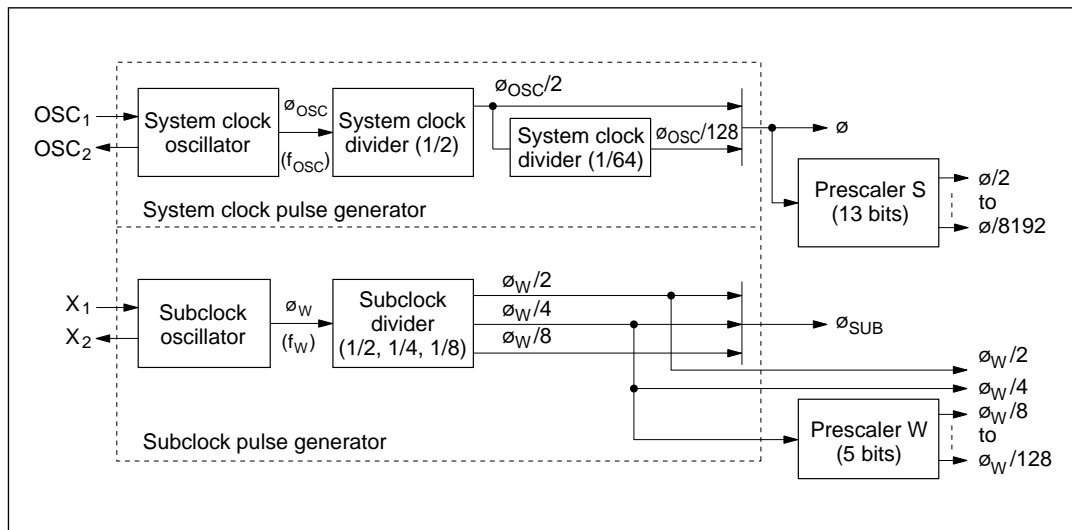 OSC1
OSC2
System clock
oscillator
øOSC
(fOSC)
System clock
divider (1/2)
øOSC/2
System clock
divider (1/64)
øOSC/128
ø
Prescaler S
(13 bits)
ø/2
to
ø/8192
System clock pulse generator
X1
X2
Subclock
oscillator
øW
(fW)
Subclock
divider
(1/2, 1/4, 1/8)
øW/2
øW/4
øW/8
øSUB
øW/2
øW/4
Prescaler W
(5 bits)
øW/8
to
øW/128
Subclock pulse generator